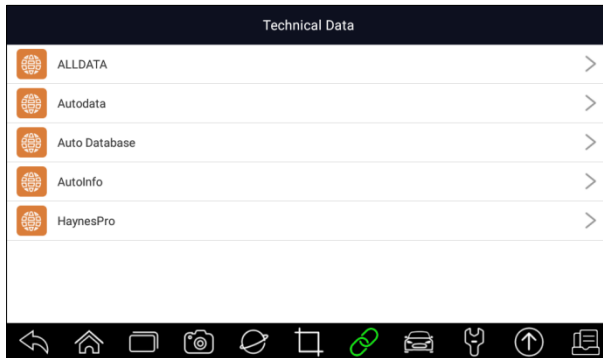 Technical Data
ALLDATA
Autodata
Auto Database
AutoInfo
HaynesPro